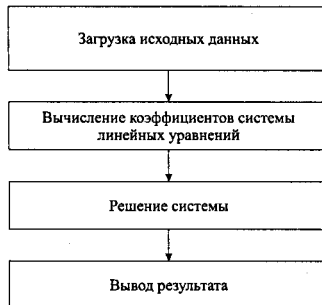 Загрузка исходных данных
Вычисление коэффициентов системы
линейных уравнений
Решение системы
Вывод результата